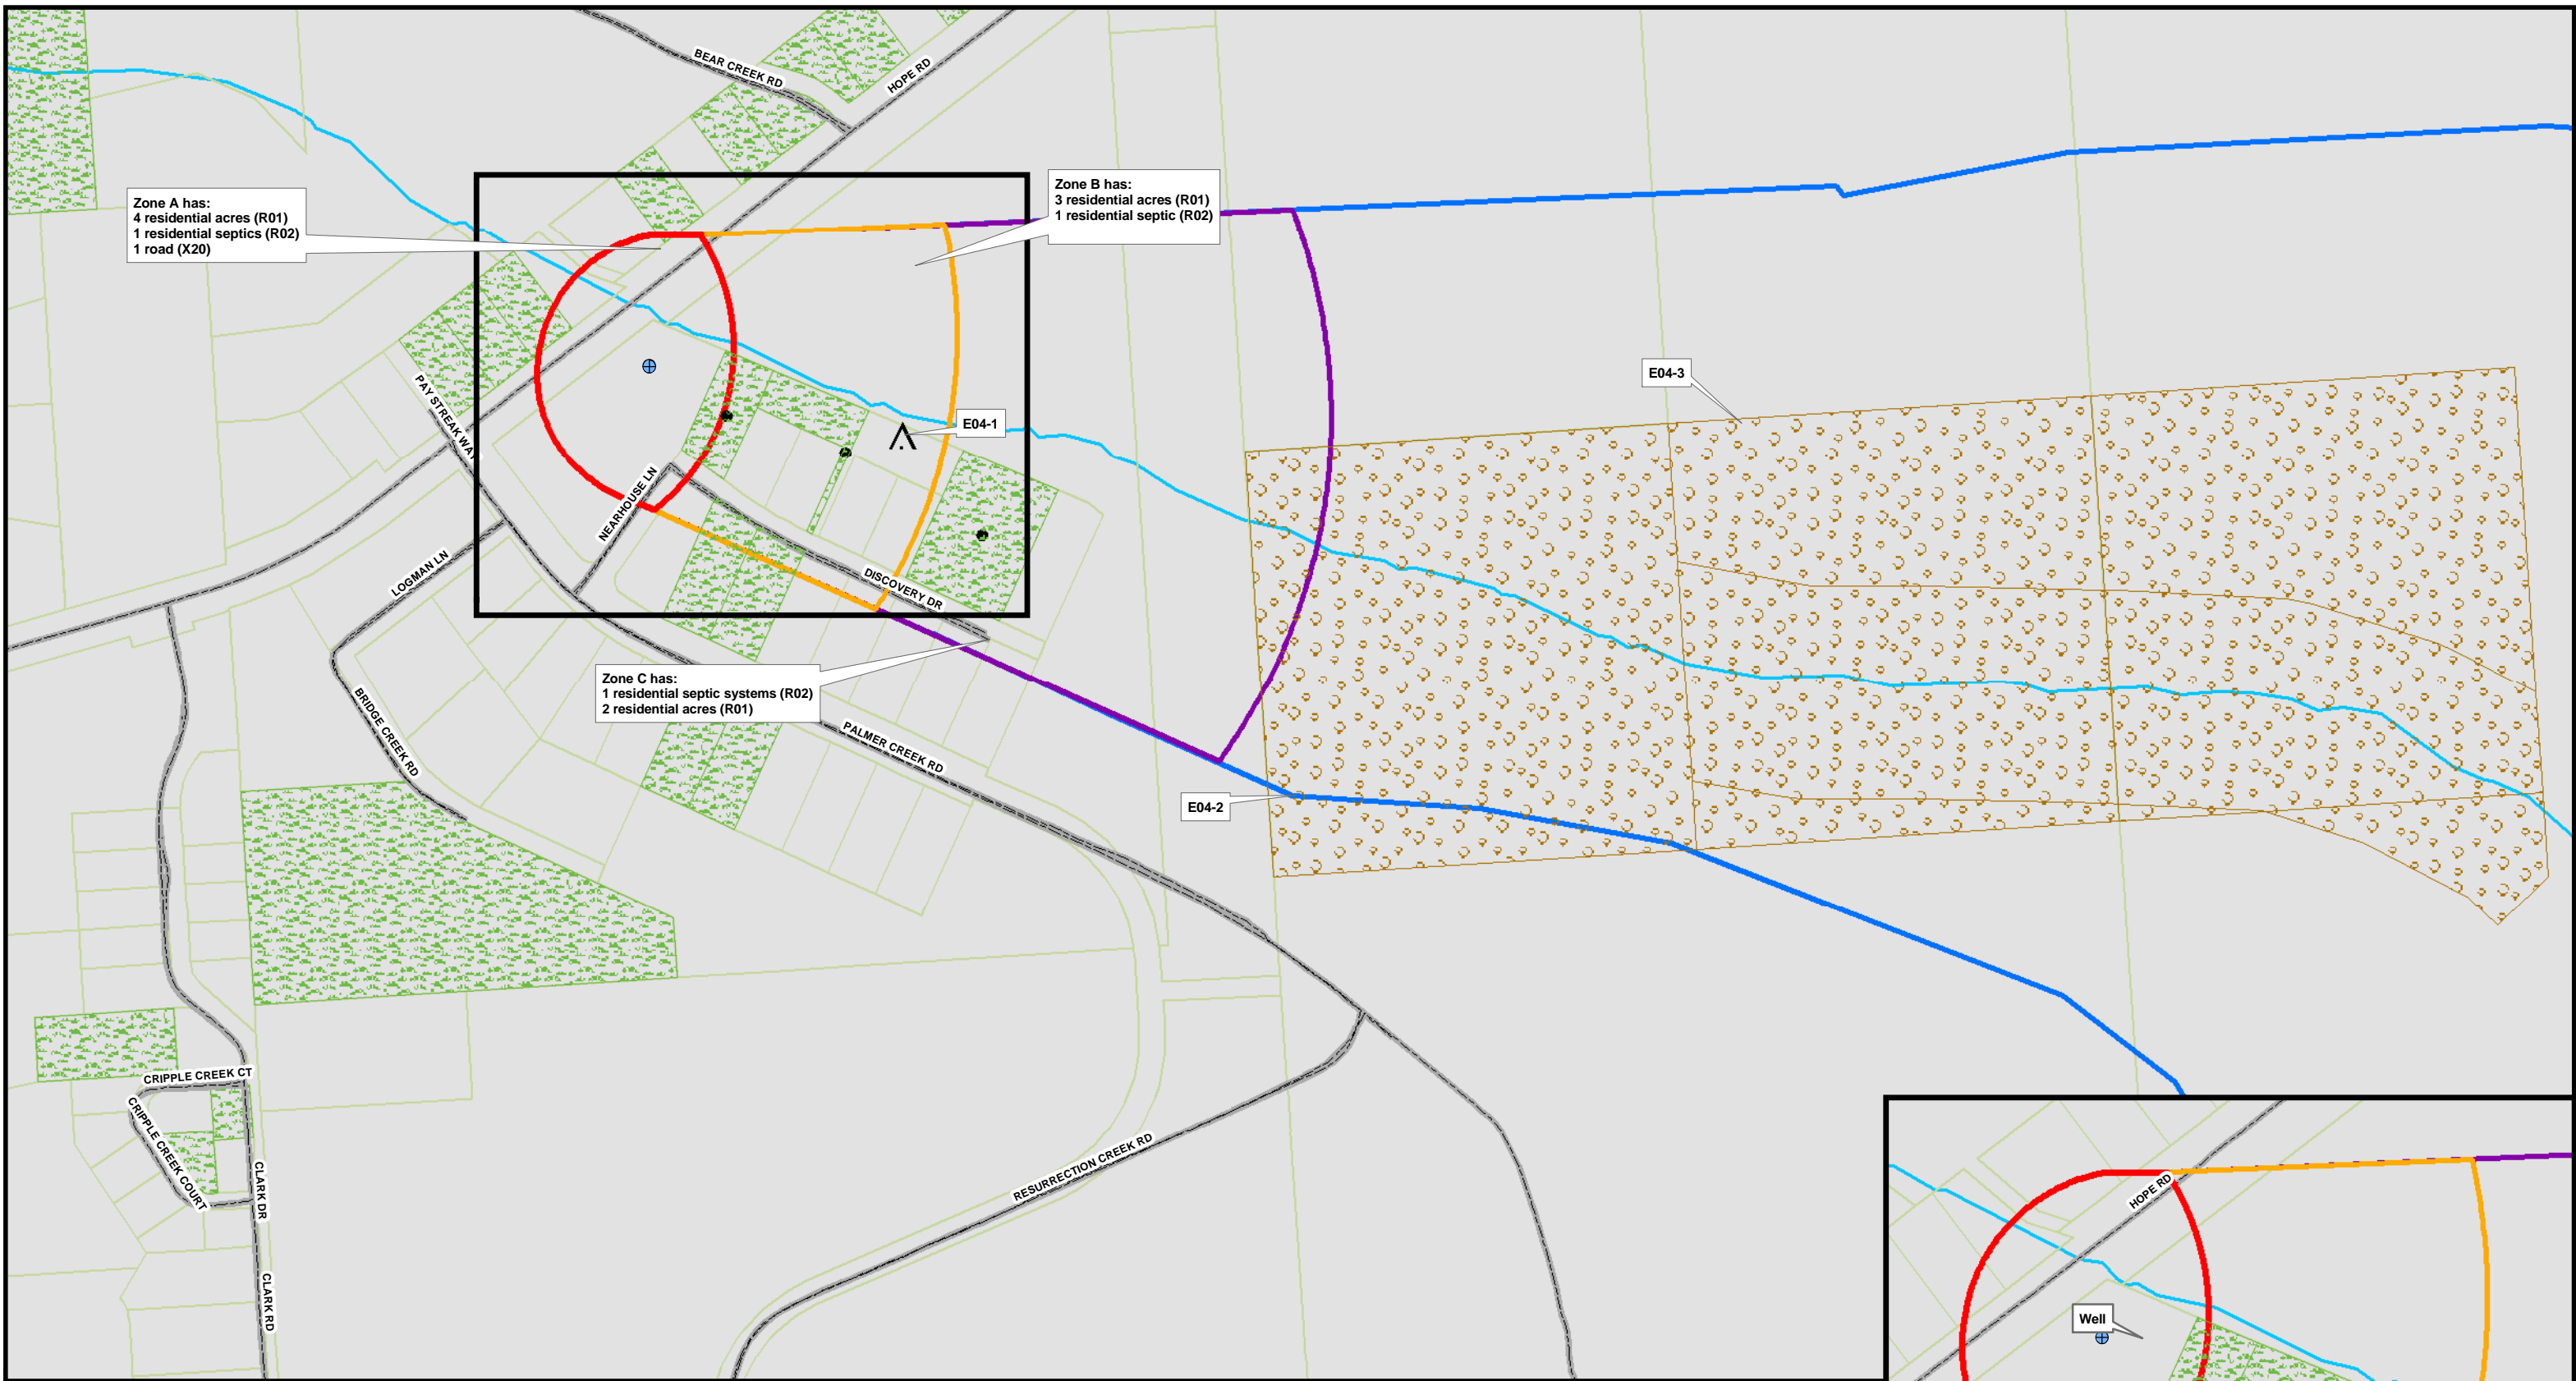 BEAR CREEK RD
HOPE RD
Zone A has:
4 residential acres (R01)
1 residential septics (R02)
1 road (X20)
Zone B has:
3 residential acres (R01)
1 residential septic (R02)
E04-3
PAY STREAK WAY
E04-1
NEARHOUSE LN
LOGMAN LN
DISCOVERY DR
Zone C has:
1 residential septic systems (R02)
2 residential acres (R01)
BRIDGE CREEK RD
PALMER CREEK RD
E04-2
CRIPPLE CREEK CT
CRIPPLE CREEK COURT
CLARK DR
RESURRECTION CREEK RD
CLARK RD
HOPE RD
Well